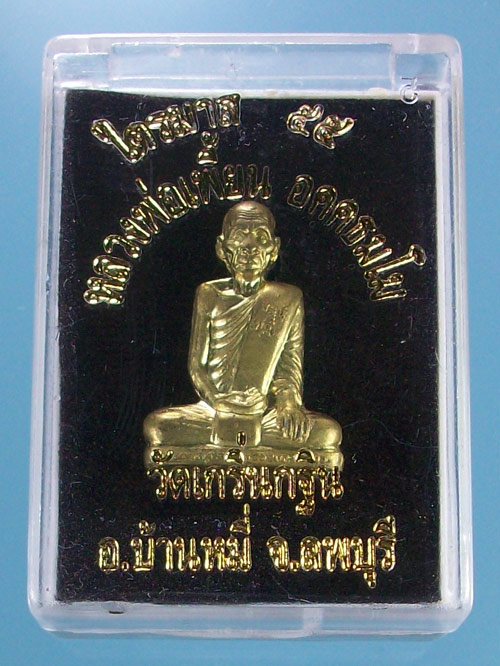 ไตรมาส ๕๕
หลวงพ่อเพี้ยน อคฺคธมฺโม
วัดเกริ่นกฐิน
อ.บ้านหมี่ จ.ลพบุรี